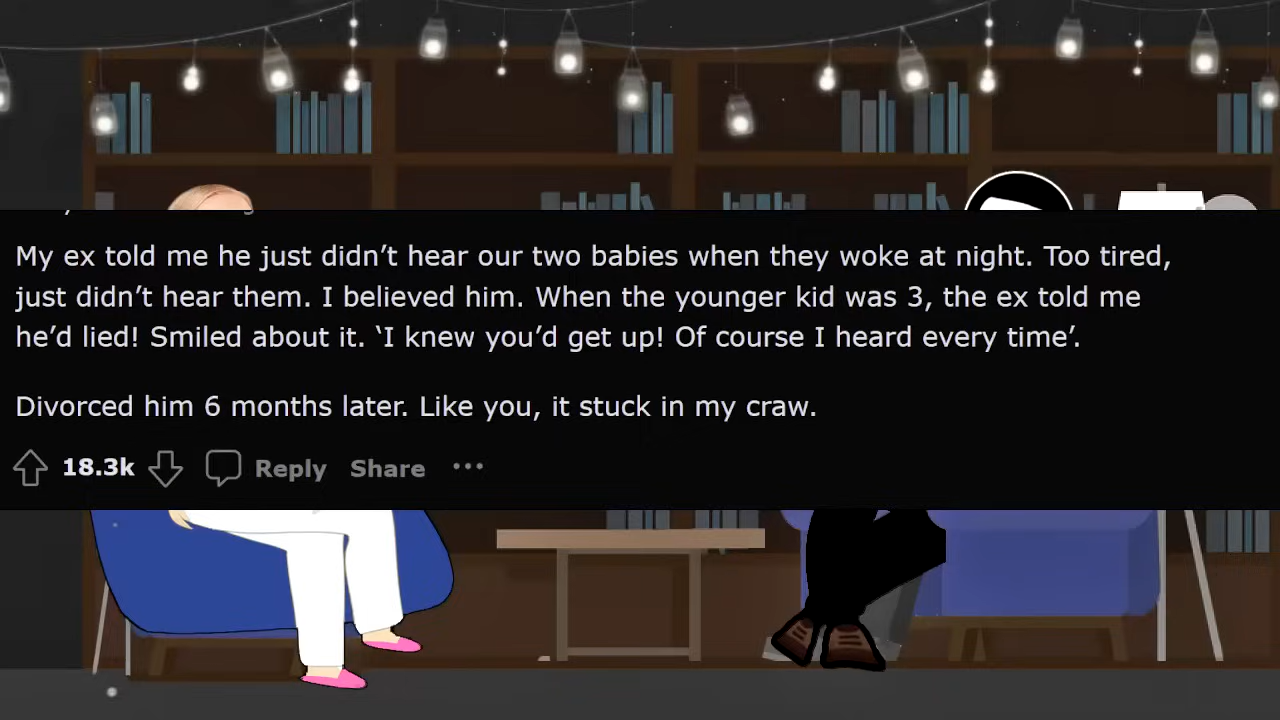 My ex told me he just didn’t hear our two babies when they woke at night. Too tired,
just didn’t hear them. I believed him. When the younger kid was 3, the ex told me
he’d lied! Smiled about it. ‘I knew you’d get up! Of course I heard every time’.
Divorced him 6 months later. Like you, it stuck in my craw.
18.3k Reply Share